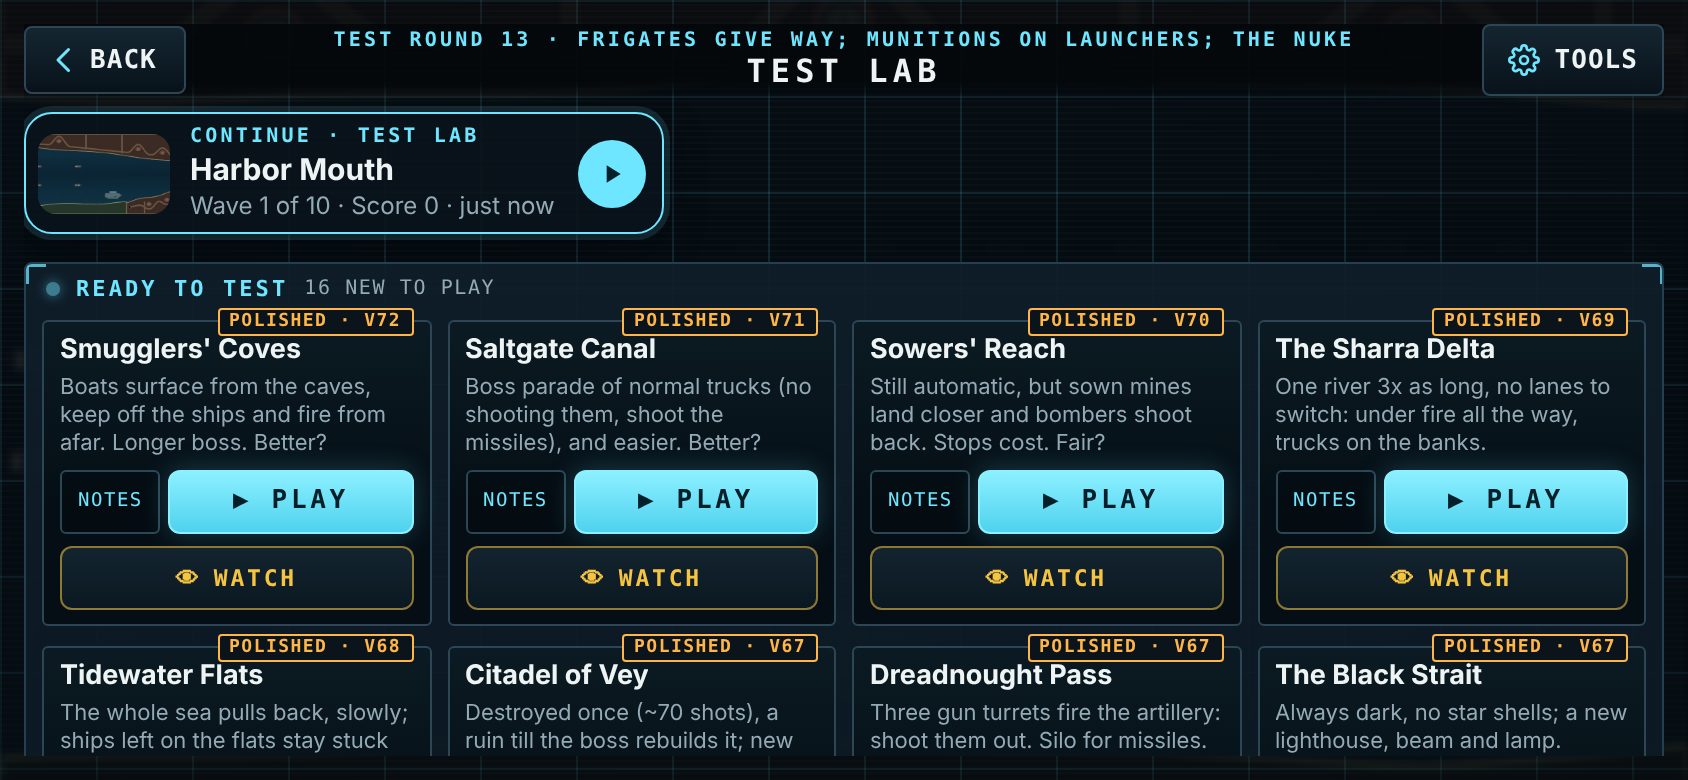 BACK
TEST ROUND 13 · FRIGATES GIVE WAY; MUNITIONS ON LAUNCHERS; THE NUKE
TEST LAB
TOOLS
CONTINUE · TEST LAB
Harbor Mouth
Wave 1 of 10 · Score 0 · just now
READY TO TEST 16 NEW TO PLAY
POLISHED · V72
Smugglers' Coves
Boats surface from the caves,
keep off the ships and fire from
afar. Longer boss. Better?
NOTES
▶ PLAY
WATCH
POLISHED · V71
Saltgate Canal
Boss parade of normal trucks (no
shooting them, shoot the
missiles), and easier. Better?
NOTES
▶ PLAY
WATCH
POLISHED · V70
Sowers' Reach
Still automatic, but sown mines
land closer and bombers shoot
back. Stops cost. Fair?
NOTES
▶ PLAY
WATCH
POLISHED · V69
The Sharra Delta
One river 3x as long, no lanes to
switch: under fire all the way,
trucks on the banks.
NOTES
▶ PLAY
WATCH
POLISHED · V68
Tidewater Flats
The whole sea pulls back, slowly;
ships left on the flats stay stuck
POLISHED · V67
Citadel of Vey
Destroyed once (~70 shots), a
ruin till the boss rebuilds it; new
POLISHED · V67
Dreadnought Pass
Three gun turrets fire the artillery:
shoot them out. Silo for missiles.
POLISHED · V67
The Black Strait
Always dark, no star shells; a new
lighthouse, beam and lamp.